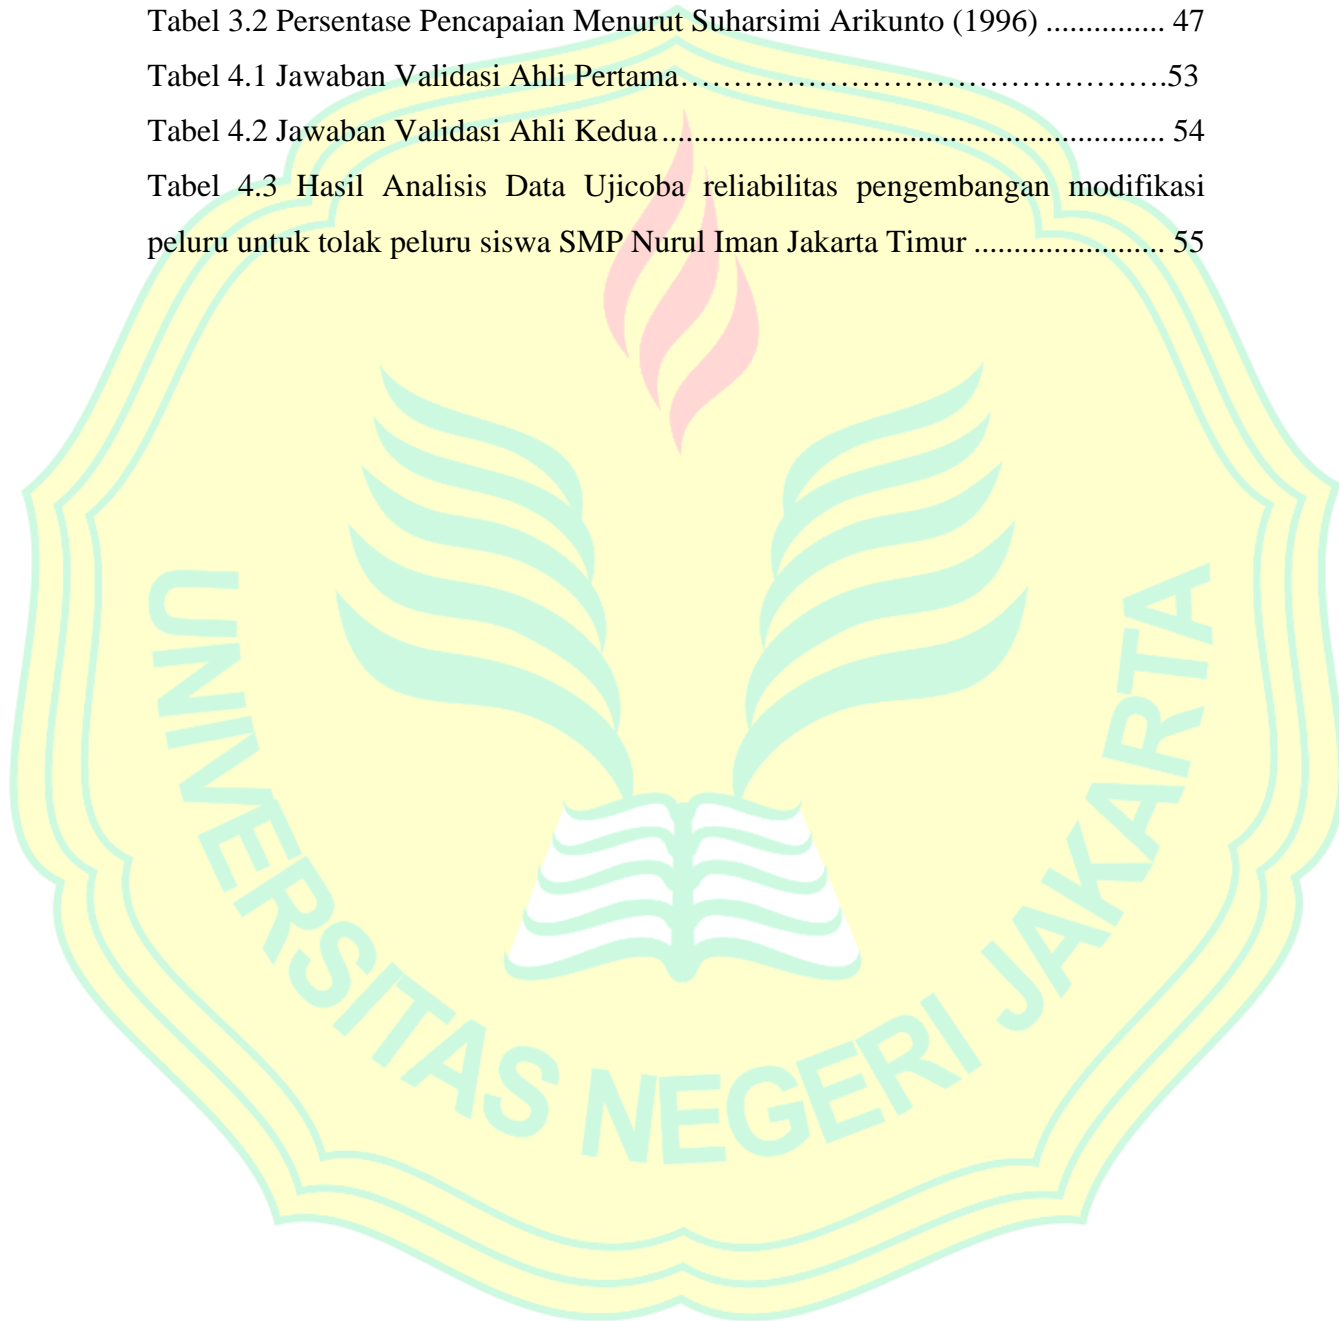 Tabel 3.2 Persentase Pencapaian Menurut Suharsimi Arikunto (1996) ............... 47
Tabel 4.1 Jawaban Validasi Ahli Pertama……………………………………….53
Tabel 4.2 Jawaban Validasi Ahli Kedua ................................................................ 54
Tabel 4.3 Hasil Analisis Data Ujicoba reliabilitas pengembangan modifikasi
peluru untuk tolak peluru siswa SMP Nurul Iman Jakarta Timur ........................ 55
UNIVERSITAS NEGERI JAKARTA